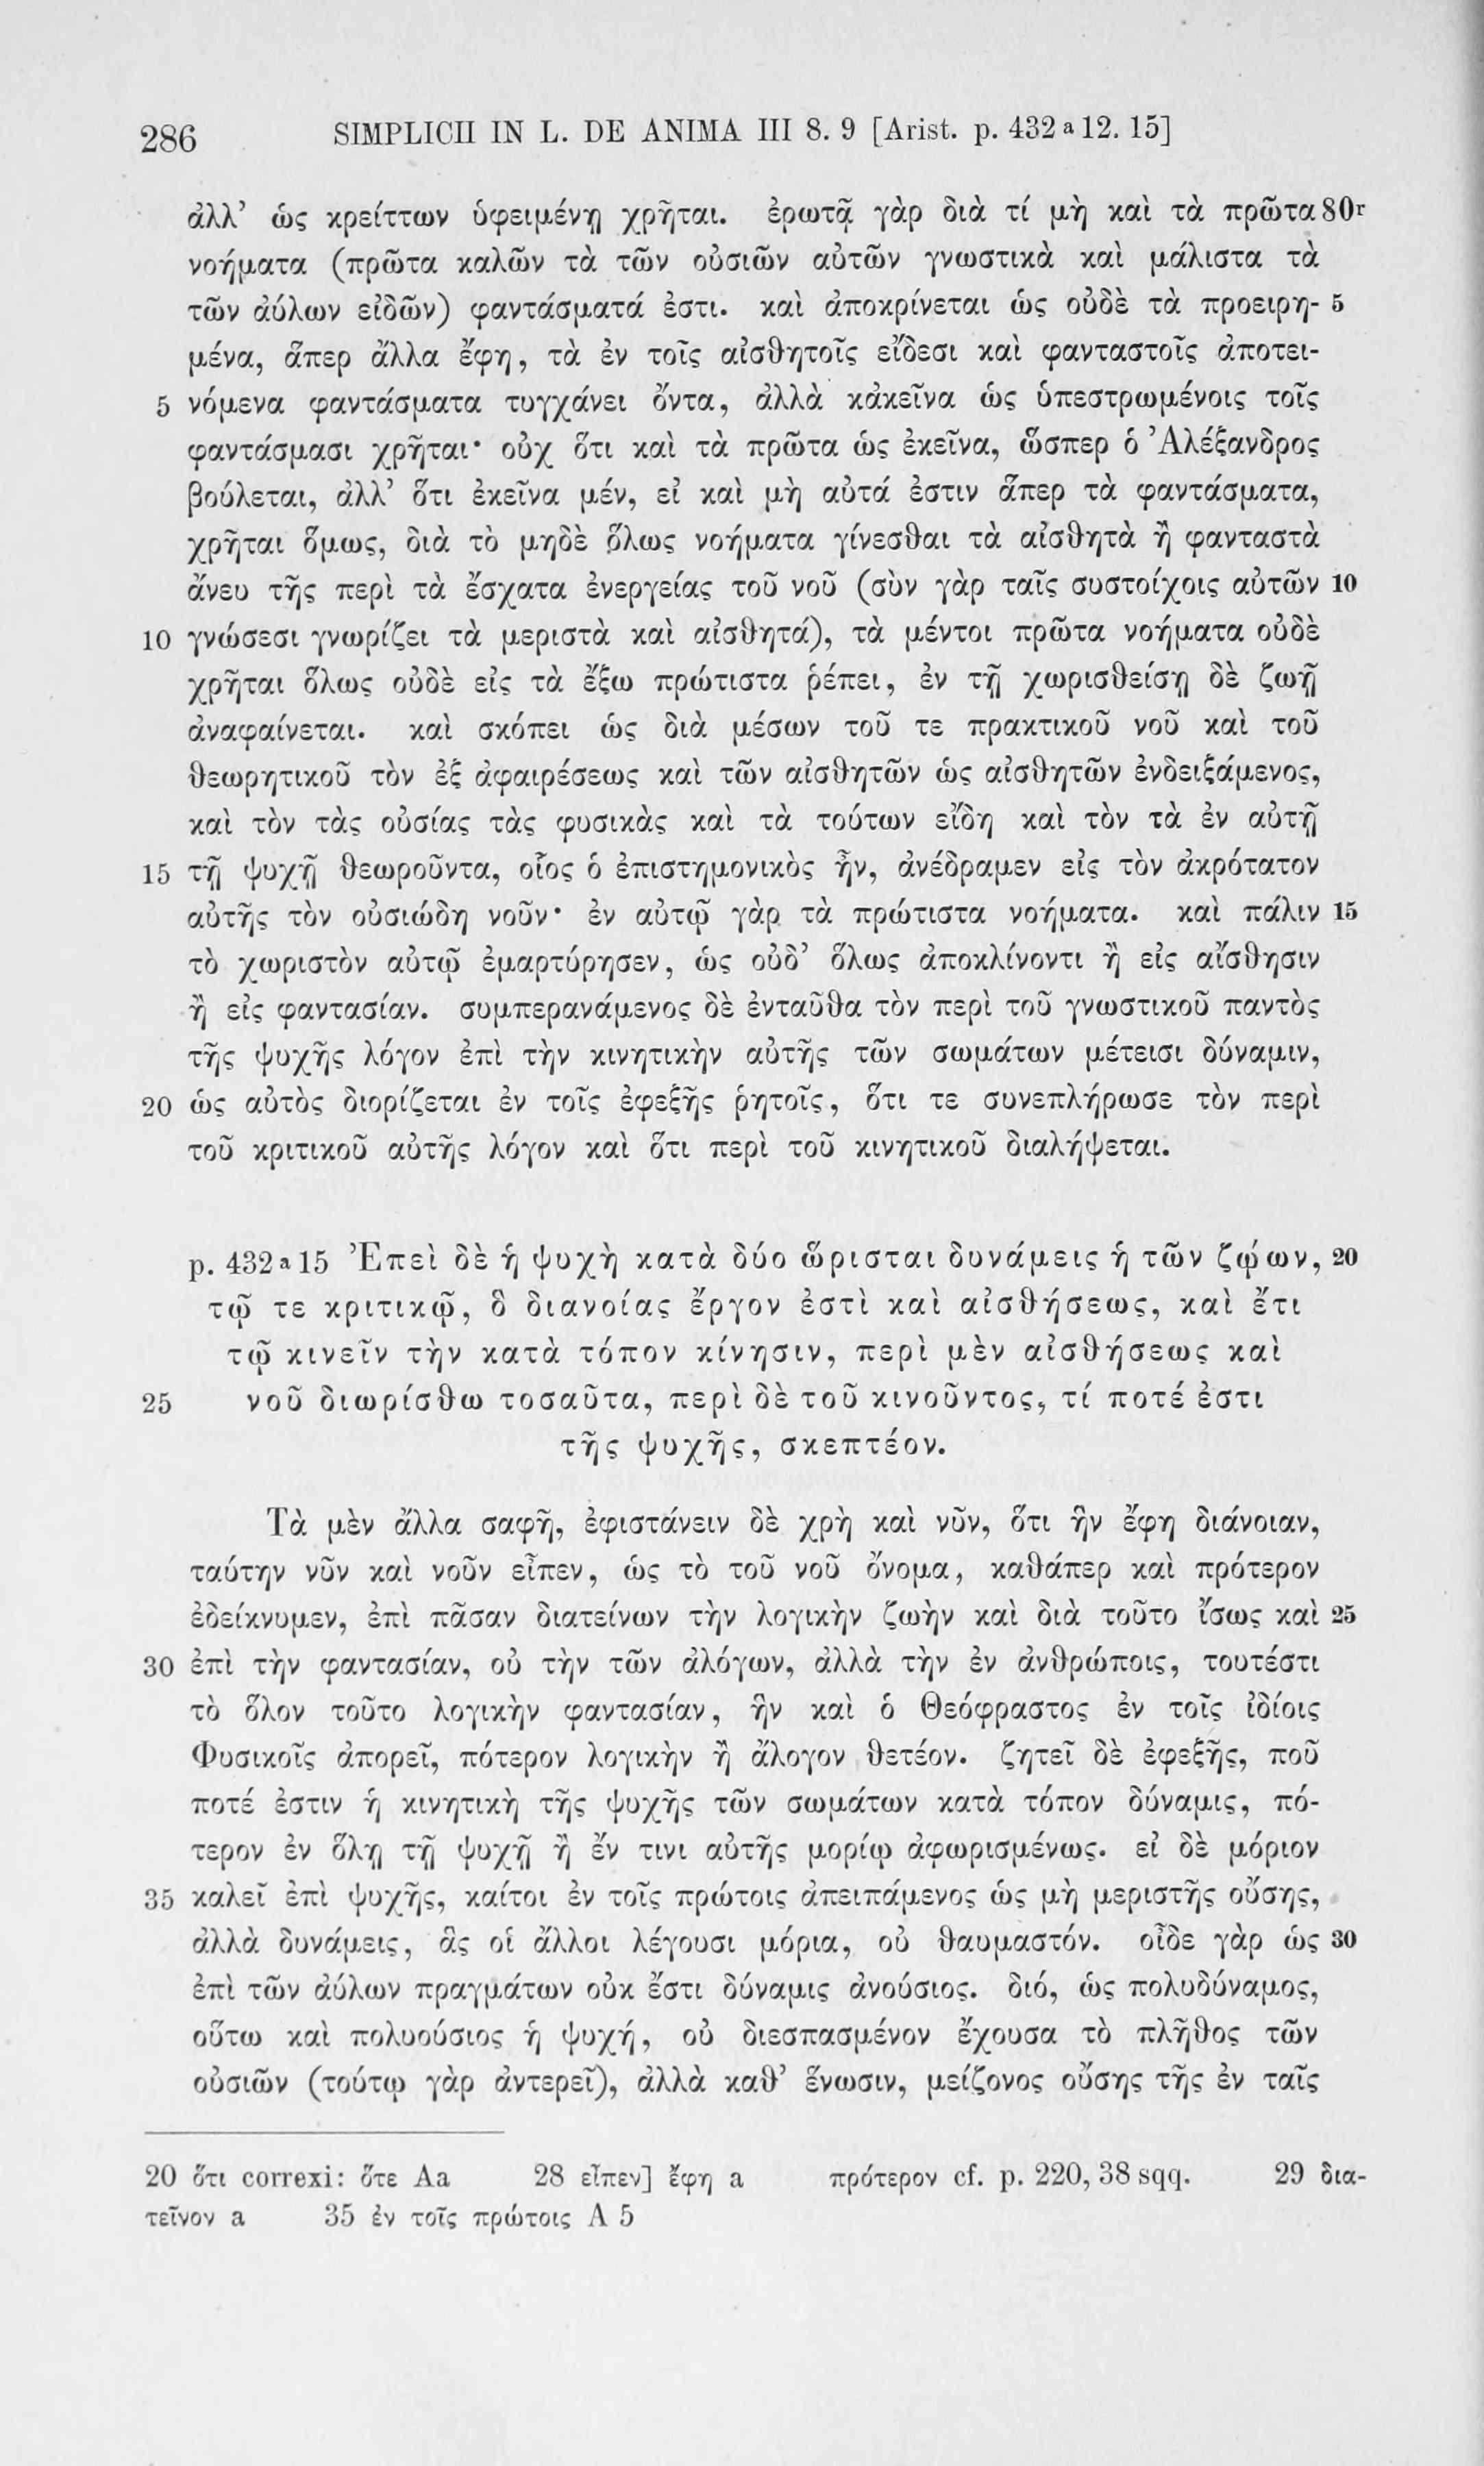 286 SIMPLICII IN L. DE ANIMA III 8. 9 [Arist. p. 432 a 12. 15]
ἀλλ’ ὡς κρείττων ὑφειμένῃ χρῆται. ἐρωτᾷ γὰρ διὰ τί μὴ καὶ τὰ πρῶτα 80r
νοήματα (πρῶτα καλῶν τὰ τῶν οὐσιῶν αὐτῶν γνωστικὰ καὶ μάλιστα τὰ
τῶν ἀύλων εἰδῶν) φαντάσματά ἐστι. καὶ ἀποκρίνεται ὡς οὐδὲ τὰ προειρη- 5
μένα, ἅπερ ἄλλα ἔφη, τὰ ἐν τοῖς αἰσθητοῖς εἴδεσι καὶ φανταστοῖς ἀποτει-
5 νόμενα φαντάσματα τυγχάνει ὄντα, ἀλλὰ κἀκεῖνα ὡς ὑπεστρωμένοις τοῖς
φαντάσμασι χρῆται· οὐχ ὅτι καὶ τὰ πρῶτα ὡς ἐκεῖνα, ὥσπερ ὁ Ἀλέξανδρος
βούλεται, ἀλλ’ ὅτι ἐκεῖνα μέν, εἰ καὶ μὴ αὐτά ἐστιν ἅπερ τὰ φαντάσματα,
χρῆται ὅμως, διὰ τὸ μηδὲ ὅλως νοήματα γίνεσθαι τὰ αἰσθητὰ ἢ φανταστὰ
ἄνευ τῆς περὶ τὰ ἔσχατα ἐνεργείας τοῦ νοῦ (σὺν γὰρ ταῖς συστοίχοις αὐτῶν 10
10 γνώσεσι γνωρίζει τὰ μεριστὰ καὶ αἰσθητά), τὰ μέντοι πρῶτα νοήματα οὐδὲ
χρῆται ὅλως οὐδὲ εἰς τὰ ἔξω πρώτιστα ῥέπει, ἐν τῇ χωρισθείσῃ δὲ ζωῇ
ἀναφαίνεται. καὶ σκόπει ὡς διὰ μέσων τοῦ τε πρακτικοῦ νοῦ καὶ τοῦ
θεωρητικοῦ τὸν ἐξ ἀφαιρέσεως καὶ τῶν αἰσθητῶν ὡς αἰσθητῶν ἐνδειξάμενος,
καὶ τὸν τὰς οὐσίας τὰς φυσικὰς καὶ τὰ τούτων εἴδη καὶ τὸν τὰ ἐν αὐτῇ
15 τῇ ψυχῇ θεωροῦντα, οἷος ὁ ἐπιστημονικὸς ἦν, ἀνέδραμεν εἰς τὸν ἀκρότατον
αὐτῆς τὸν οὐσιώδη νοῦν· ἐν αὐτῷ γὰρ τὰ πρώτιστα νοήματα. καὶ πάλιν 15
τὸ χωριστὸν αὐτῷ ἐμαρτύρησεν, ὡς οὐδ’ ὅλως ἀποκλίνοντι ἢ εἰς αἴσθησιν
ἢ εἰς φαντασίαν. συμπερανάμενος δὲ ἐνταῦθα τὸν περὶ τοῦ γνωστικοῦ παντὸς
τῆς ψυχῆς λόγον ἐπὶ τὴν κινητικὴν αὐτῆς τῶν σωμάτων μέτεισι δύναμιν,
20 ὡς αὐτὸς διορίζεται ἐν τοῖς ἐφεξῆς ῥητοῖς, ὅτι τε συνεπλήρωσε τὸν περὶ
τοῦ κριτικοῦ αὐτῆς λόγον καὶ ὅτι περὶ τοῦ κινητικοῦ διαλήψεται.
p. 432 a 15 Ἐπεὶ δὲ ἡ ψυχὴ κατὰ δύο ὥρισται δυνάμεις ἡ τῶν ζῴων, 20
τῷ τε κριτικῷ, ὃ διανοίας ἔργον ἐστὶ καὶ αἰσθήσεως, καὶ ἔτι
τῷ κινεῖν τὴν κατὰ τόπον κίνησιν, περὶ μὲν αἰσθήσεως καὶ
25 νοῦ διωρίσθω τοσαῦτα, περὶ δὲ τοῦ κινοῦντος, τί ποτέ ἐστι
τῆς ψυχῆς, σκεπτέον.
Τὰ μὲν ἄλλα σαφῆ, ἐφιστάνειν δὲ χρὴ καὶ νῦν, ὅτι ἣν ἔφη διάνοιαν,
ταύτην νῦν καὶ νοῦν εἶπεν, ὡς τὸ τοῦ νοῦ ὄνομα, καθάπερ καὶ πρότερον
ἐδείκνυμεν, ἐπὶ πᾶσαν διατείνων τὴν λογικὴν ζωὴν καὶ διὰ τοῦτο ἴσως καὶ 25
30 ἐπὶ τὴν φαντασίαν, οὐ τὴν τῶν ἀλόγων, ἀλλὰ τὴν ἐν ἀνθρώποις, τουτέστι
τὸ ὅλον τοῦτο λογικὴν φαντασίαν, ἣν καὶ ὁ Θεόφραστος ἐν τοῖς ἰδίοις
Φυσικοῖς ἀπορεῖ, πότερον λογικὴν ἢ ἄλογον θετέον. ζητεῖ δὲ ἐφεξῆς, ποῦ
ποτέ ἐστιν ἡ κινητικὴ τῆς ψυχῆς τῶν σωμάτων κατὰ τόπον δύναμις, πό-
τερον ἐν ὅλῃ τῇ ψυχῇ ἢ ἔν τινι αὐτῆς μορίῳ ἀφωρισμένως. εἰ δὲ μόριον
35 καλεῖ ἐπὶ ψυχῆς, καίτοι ἐν τοῖς πρώτοις ἀπειπάμενος ὡς μὴ μεριστῆς οὔσης,
ἀλλὰ δυνάμεις, ἃς οἱ ἄλλοι λέγουσι μόρια, οὐ θαυμαστόν. οἶδε γὰρ ὡς 30
ἐπὶ τῶν ἀύλων πραγμάτων οὐκ ἔστι δύναμις ἀνούσιος. διό, ὡς πολυδύναμος,
οὕτω καὶ πολυούσιος ἡ ψυχή, οὐ διεσπασμένον ἔχουσα τὸ πλῆθος τῶν
οὐσιῶν (τούτῳ γὰρ ἀντερεῖ), ἀλλὰ καθ’ ἕνωσιν, μείζονος οὔσης τῆς ἐν ταῖς
20 ὅτι correxi: ὅτε Aa 28 εἶπεν] ἔφη a πρότερον cf. p. 220, 38 sqq. 29 δια-
τεῖνον a 35 ἐν τοῖς πρώτοις Α 5